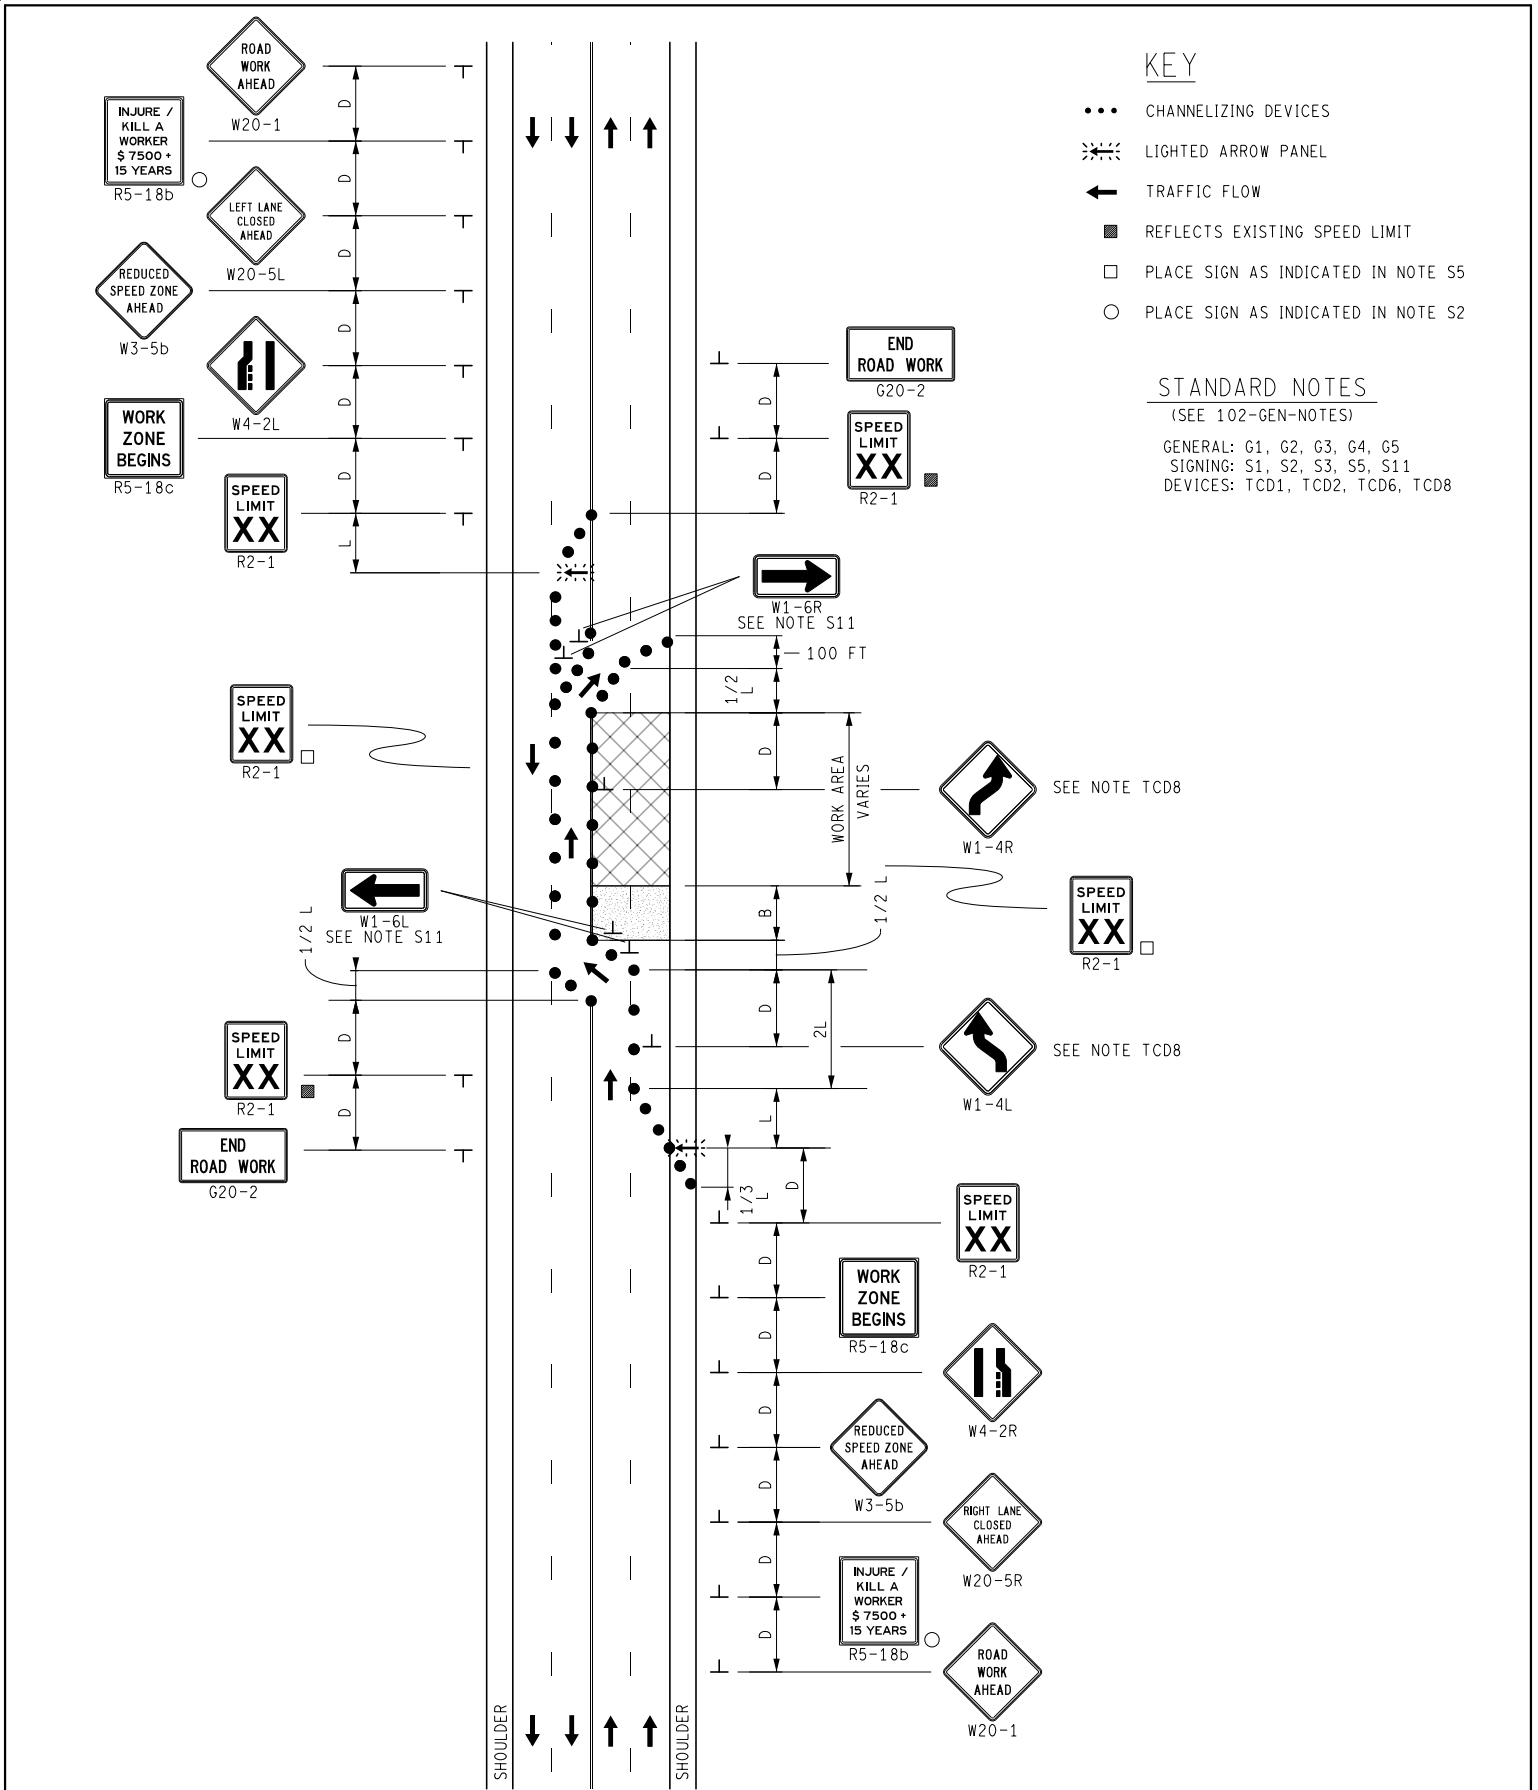 ROAD
WORK
AHEAD
W20-1
D
INJURE /
KILL A
WORKER
$ 7500 +
15 YEARS
R5-18b
D
LEFT LANE
CLOSED
AHEAD
W20-5L
D
REDUCED
SPEED ZONE
AHEAD
W3-5b
D
W4-2L
D
WORK
ZONE
BEGINS
R5-18c
D
SPEED
LIMIT
XX
R2-1
L
KEY
CHANNELIZING DEVICES
LIGHTED ARROW PANEL
TRAFFIC FLOW
REFLECTS EXISTING SPEED LIMIT
PLACE SIGN AS INDICATED IN NOTE S5
PLACE SIGN AS INDICATED IN NOTE S2
STANDARD NOTES
(SEE 102-GEN-NOTES)
GENERAL: G1, G2, G3, G4, G5
SIGNING: S1, S2, S3, S5, S11
DEVICES: TCD1, TCD2, TCD6, TCD8
END
ROAD WORK
G20-2
D
SPEED
LIMIT
XX
R2-1
D
W1-6R
SEE NOTE S11
100 FT
1/2
L
SPEED
LIMIT
XX
R2-1
D
WORK AREA
VARIES
SEE NOTE TCD8
W1-4R
W1-6L
SEE NOTE S11
1/2 L
B
1/2 L
SPEED
LIMIT
XX
R2-1
D
2L
SEE NOTE TCD8
W1-4L
SPEED
LIMIT
XX
R2-1
D
D
END
ROAD WORK
G20-2
L
D
1/3
L
SPEED
LIMIT
XX
R2-1
D
WORK
ZONE
BEGINS
R5-18c
D
W4-2R
D
REDUCED
SPEED ZONE
AHEAD
W3-5b
D
RIGHT LANE
CLOSED
AHEAD
W20-5R
D
INJURE /
KILL A
WORKER
$ 7500 +
15 YEARS
R5-18b
D
ROAD
WORK
AHEAD
W20-1
SHOULDER
SHOULDER